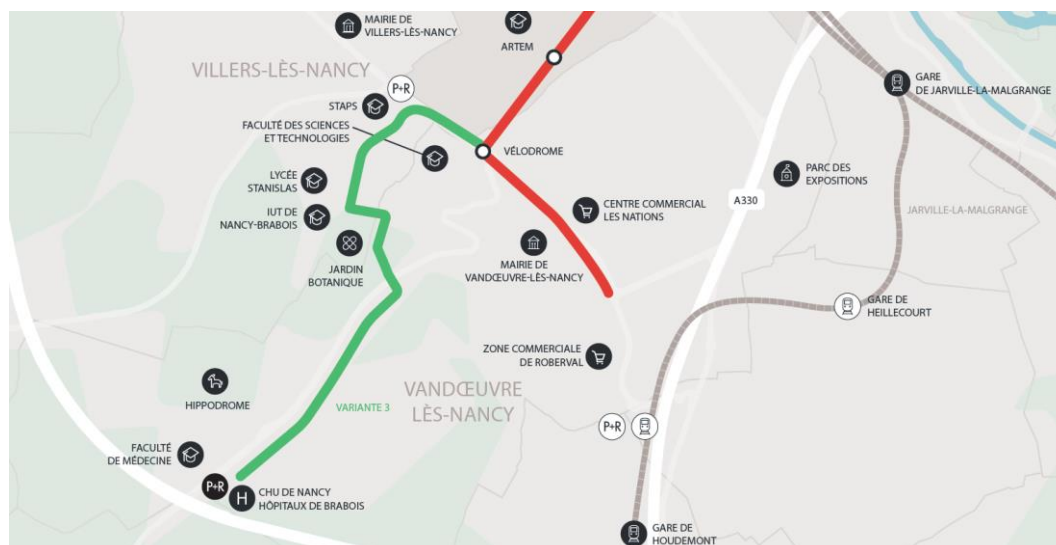 MAIRIE DE
VILLERS-LÈS-NANCY
ARTEM
VILLERS-LÈS-NANCY
P+R
GARE
DE JARVILLE-LA-MALGRANGE
STAPS
FACULTÉ DES SCIENCES
ET TECHNOLOGIES
VÉLODROME
LYCÉE
STANISLAS
PARC DES
EXPOSITIONS
A330
IUT DE
NANCY-BRABOIS
CENTRE COMMERCIAL
LES NATIONS
JARVILLE-LA-MALGRANGE
JARDIN
BOTANIQUE
MAIRIE DE
VANDŒUVRE-LÈS-NANCY
GARE DE
HEILLECOURT
ZONE COMMERCIALE
DE ROBERVAL
HIPPODROME
VARIANTE 3
VANDŒUVRE
LÈS-NANCY
P+R
FACULTÉ
DE MÉDECINE
P+R
H
CHU DE NANCY
HÔPITAUX DE BRABOIS
GARE DE
HOUDEMONT